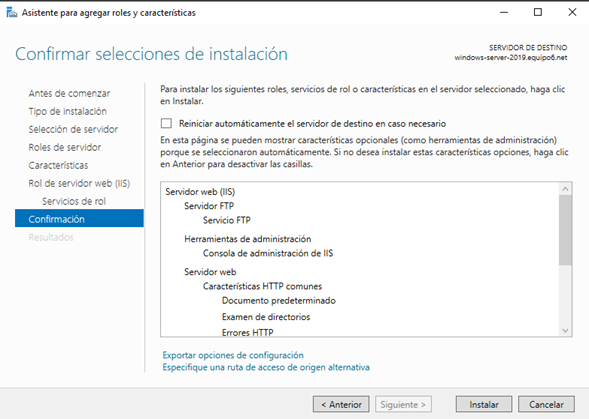 Asistente para agregar roles y características
Confirmar selecciones de instalación
SERVIDOR DE DESTINO
windows-server-2019.equipo6.net
Antes de comenzar
Tipo de instalación
Selección de servidor
Roles de servidor
Características
Rol de servidor web (IIS)
Servicios de rol
Confirmación
Resultados
Para instalar los siguientes roles, servicios de rol o características en el servidor seleccionado, haga clic
en Instalar.
Reiniciar automáticamente el servidor de destino en caso necesario
En esta página se pueden mostrar características opcionales (como herramientas de administración)
porque se seleccionaron automáticamente. Si no desea instalar estas características opciones, haga clic
en Anterior para desactivar las casillas.
Servidor web (IIS)
Servidor FTP
Servicio FTP
Herramientas de administración
Consola de administración de IIS
Servidor web
Características HTTP comunes
Documento predeterminado
Examen de directorios
Errores HTTP
Exportar opciones de configuración
Especifique una ruta de acceso de origen alternativa
< Anterior
Siguiente >
Instalar
Cancelar